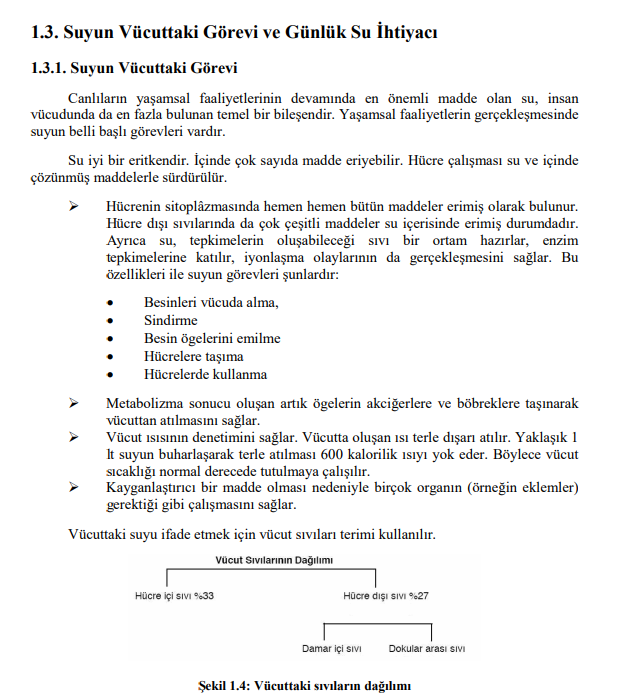 1.3. Suyun Vücuttaki Görevi ve Günlük Su İhtiyacı
1.3.1. Suyun Vücuttaki Görevi
Canlıların yaşamsal faaliyetlerinin devamında en önemli madde olan su, insan
vücudunda da en fazla bulunan temel bir bileşendir. Yaşamsal faaliyetlerin gerçekleşmesinde
suyun belli başlı görevleri vardır.
Su iyi bir eritkendir. İçinde çok sayıda madde eriyebilir. Hücre çalışması su ve içinde
çözünmüş maddelerle sürdürülür.
➢ Hücrenin sitoplâzmasında hemen hemen bütün maddeler erimiş olarak bulunur.
Hücre dışı sıvılarında da çok çeşitli maddeler su içerisinde erimiş durumdadır.
Ayrıca su, tepkimelerin oluşabileceği sıvı bir ortam hazırlar, enzim
tepkimelerine katılır, iyonlaşma olaylarının da gerçekleşmesini sağlar. Bu
özellikleri ile suyun görevleri şunlardır:
• Besinleri vücuda alma,
• Sindirme
• Besin ögelerini emilme
• Hücrelere taşıma
• Hücrelerde kullanma
➢ Metabolizma sonucu oluşan artık ögelerin akciğerlere ve böbreklere taşınarak
vücuttan atılmasını sağlar.
➢ Vücut ısısının denetimini sağlar. Vücutta oluşan ısı terle dışarı atılır. Yaklaşık 1
lt suyun buharlaşarak terle atılması 600 kalorilik ısıyı yok eder. Böylece vücut
sıcaklığı normal derecede tutulmaya çalışılır.
➢ Kayganlaştırıcı bir madde olması nedeniyle birçok organın (örneğin eklemler)
gerektiği gibi çalışmasını sağlar.
Vücuttaki suyu ifade etmek için vücut sıvıları terimi kullanılır.
Vücut Sıvılarının Dağılımı
Hücre içi sıvı %33 Hücre dışı sıvı %27
Damar içi sıvı Dokular arası sıvı
Şekil 1.4: Vücuttaki sıvıların dağılımı